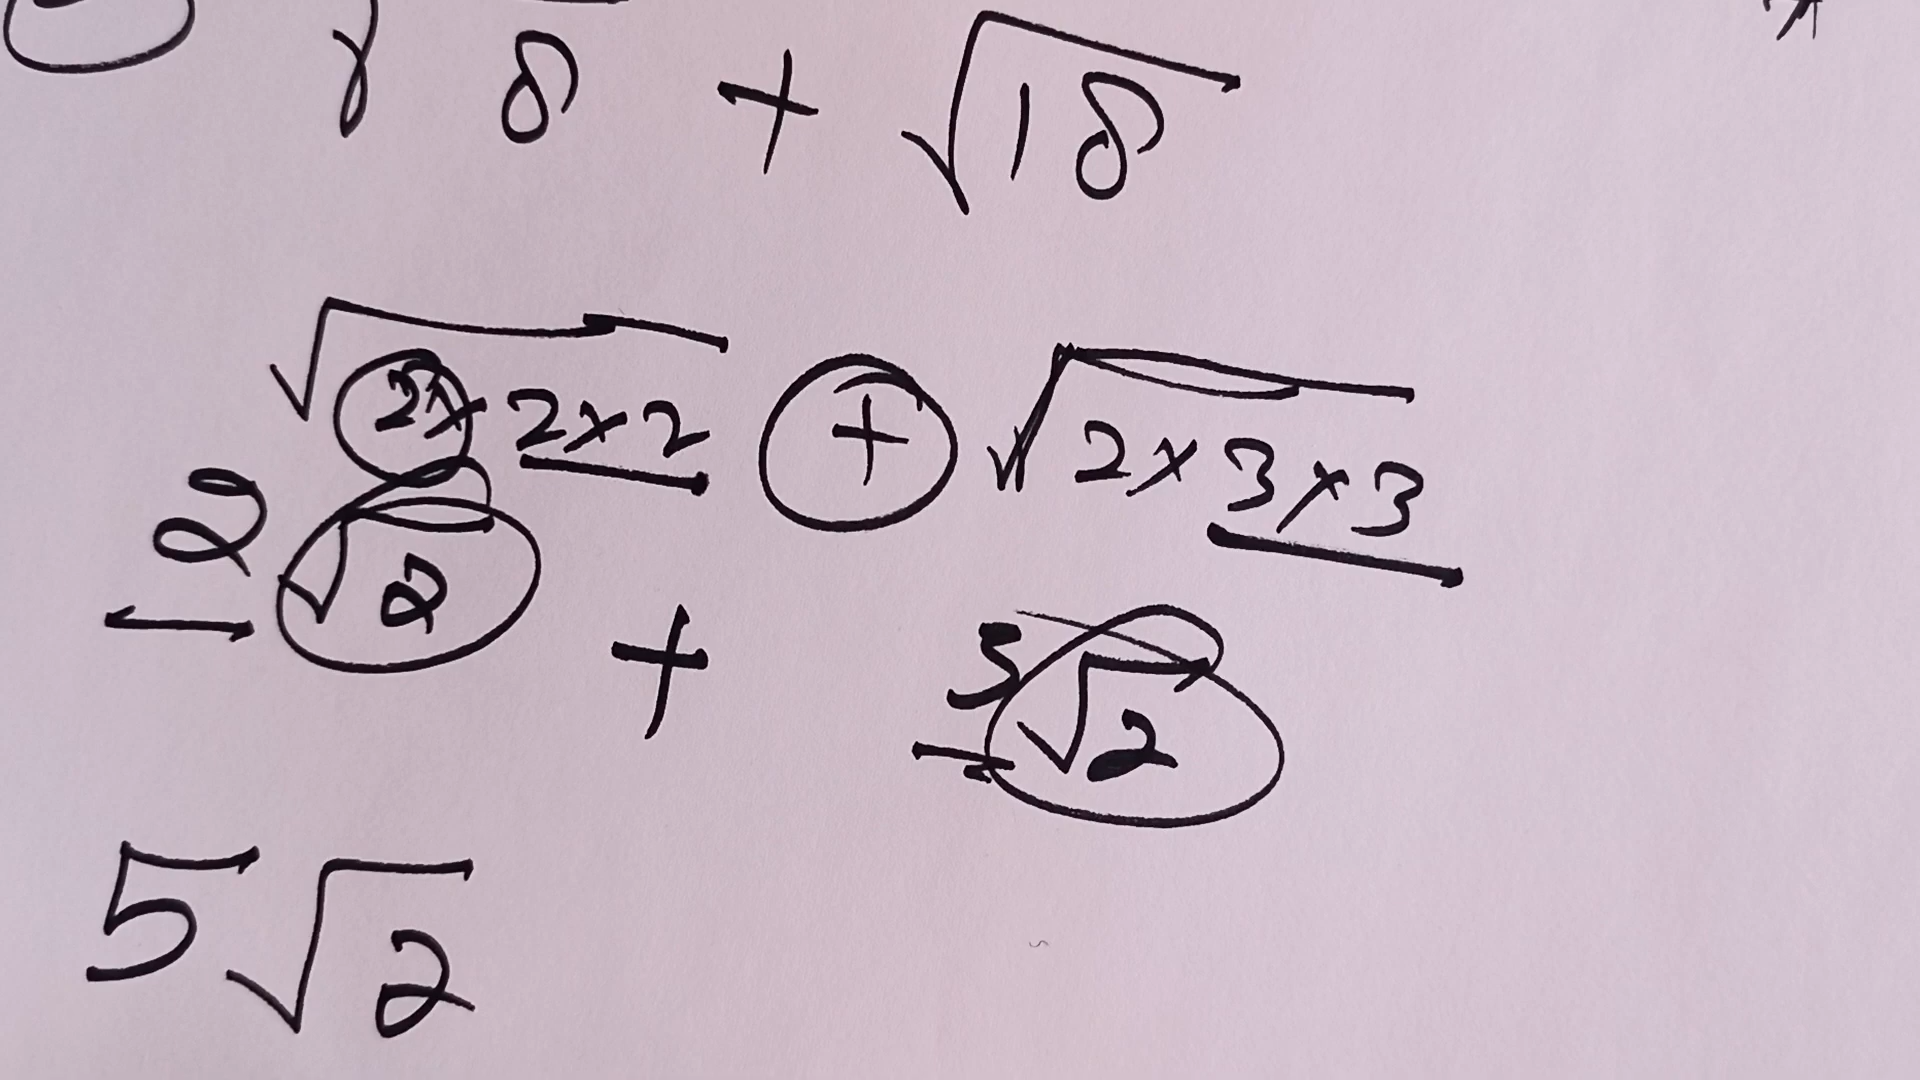 √8 + √18
√2×2×2 + √2×3×3
2√2 + 3√2
5√2